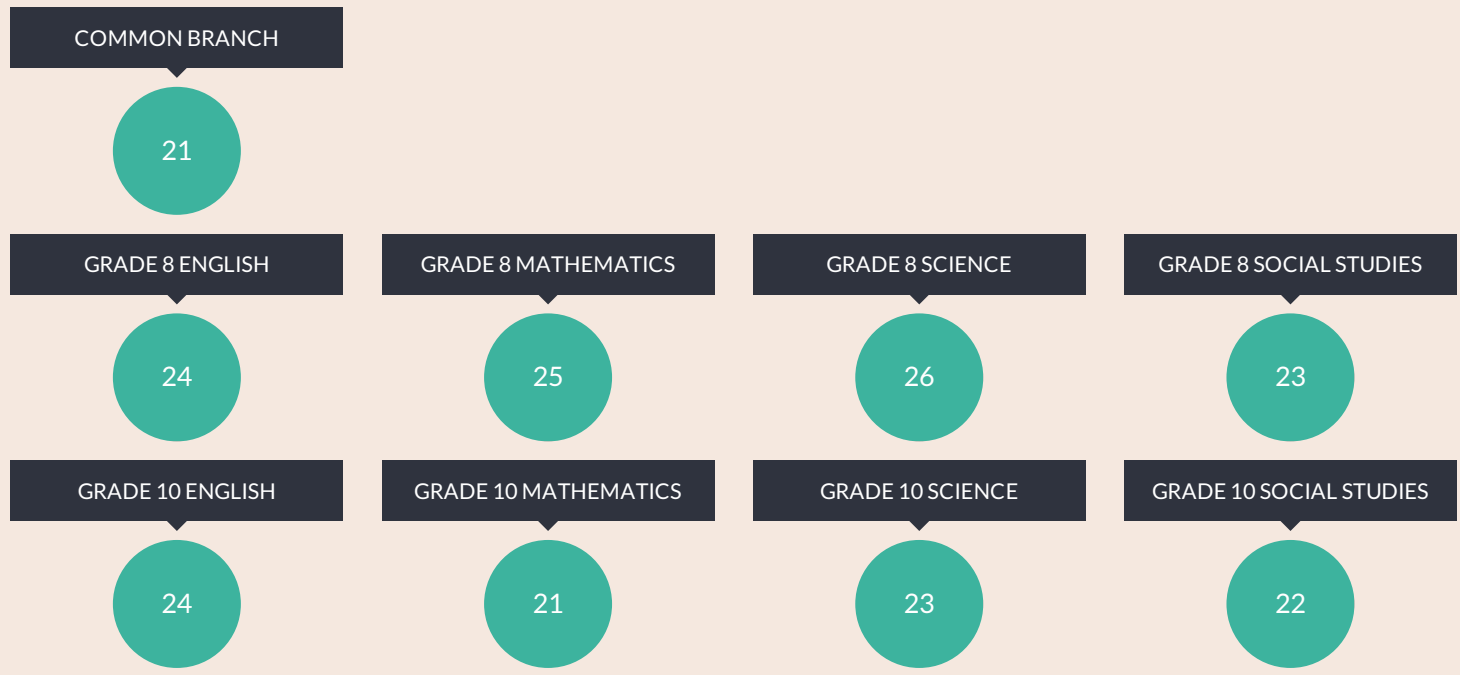 COMMON BRANCH
21
GRADE 8 ENGLISH
24
GRADE 8 MATHEMATICS
25
GRADE 8 SCIENCE
26
GRADE 8 SOCIAL STUDIES
23
GRADE 10 ENGLISH
24
GRADE 10 MATHEMATICS
21
GRADE 10 SCIENCE
23
GRADE 10 SOCIAL STUDIES
22